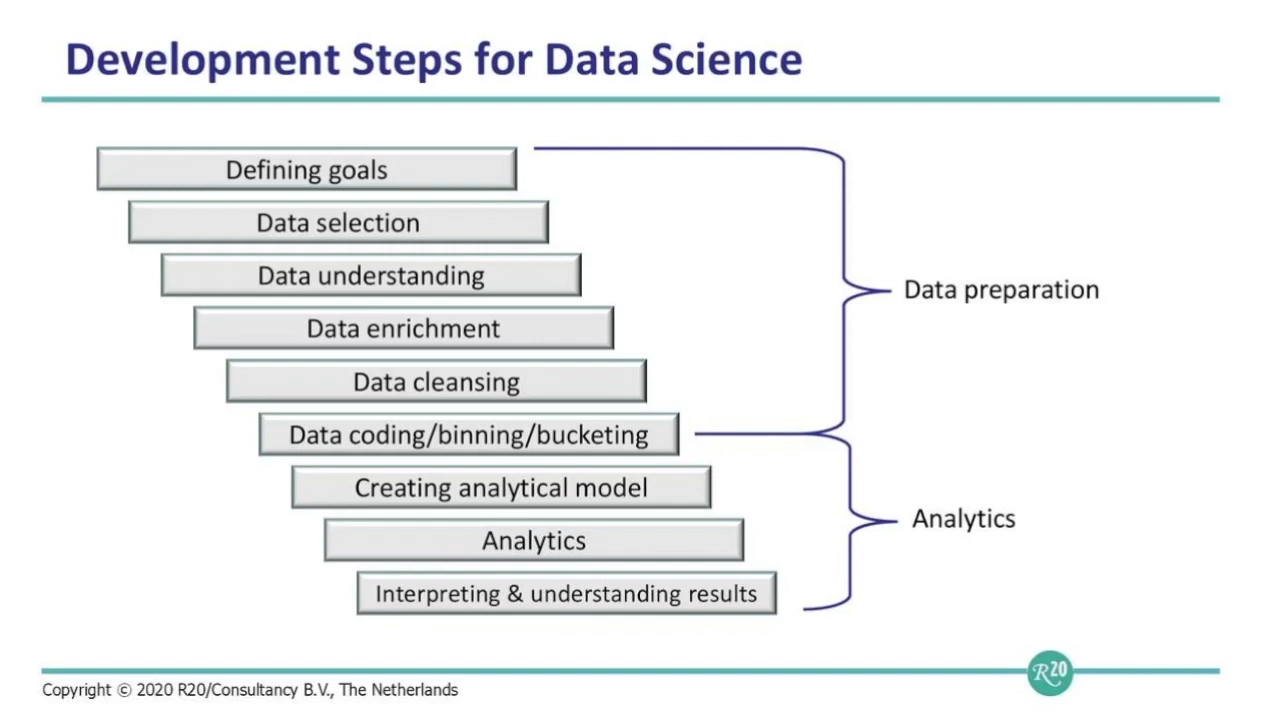 Development Steps for Data Science
Defining goals
Data selection
Data understanding
Data enrichment
Data cleansing
Data coding/binning/bucketing
Creating analytical model
Analytics
Interpreting & understanding results
Data preparation
Analytics
R20
Copyright © 2020 R20/Consultancy B.V., The Netherlands